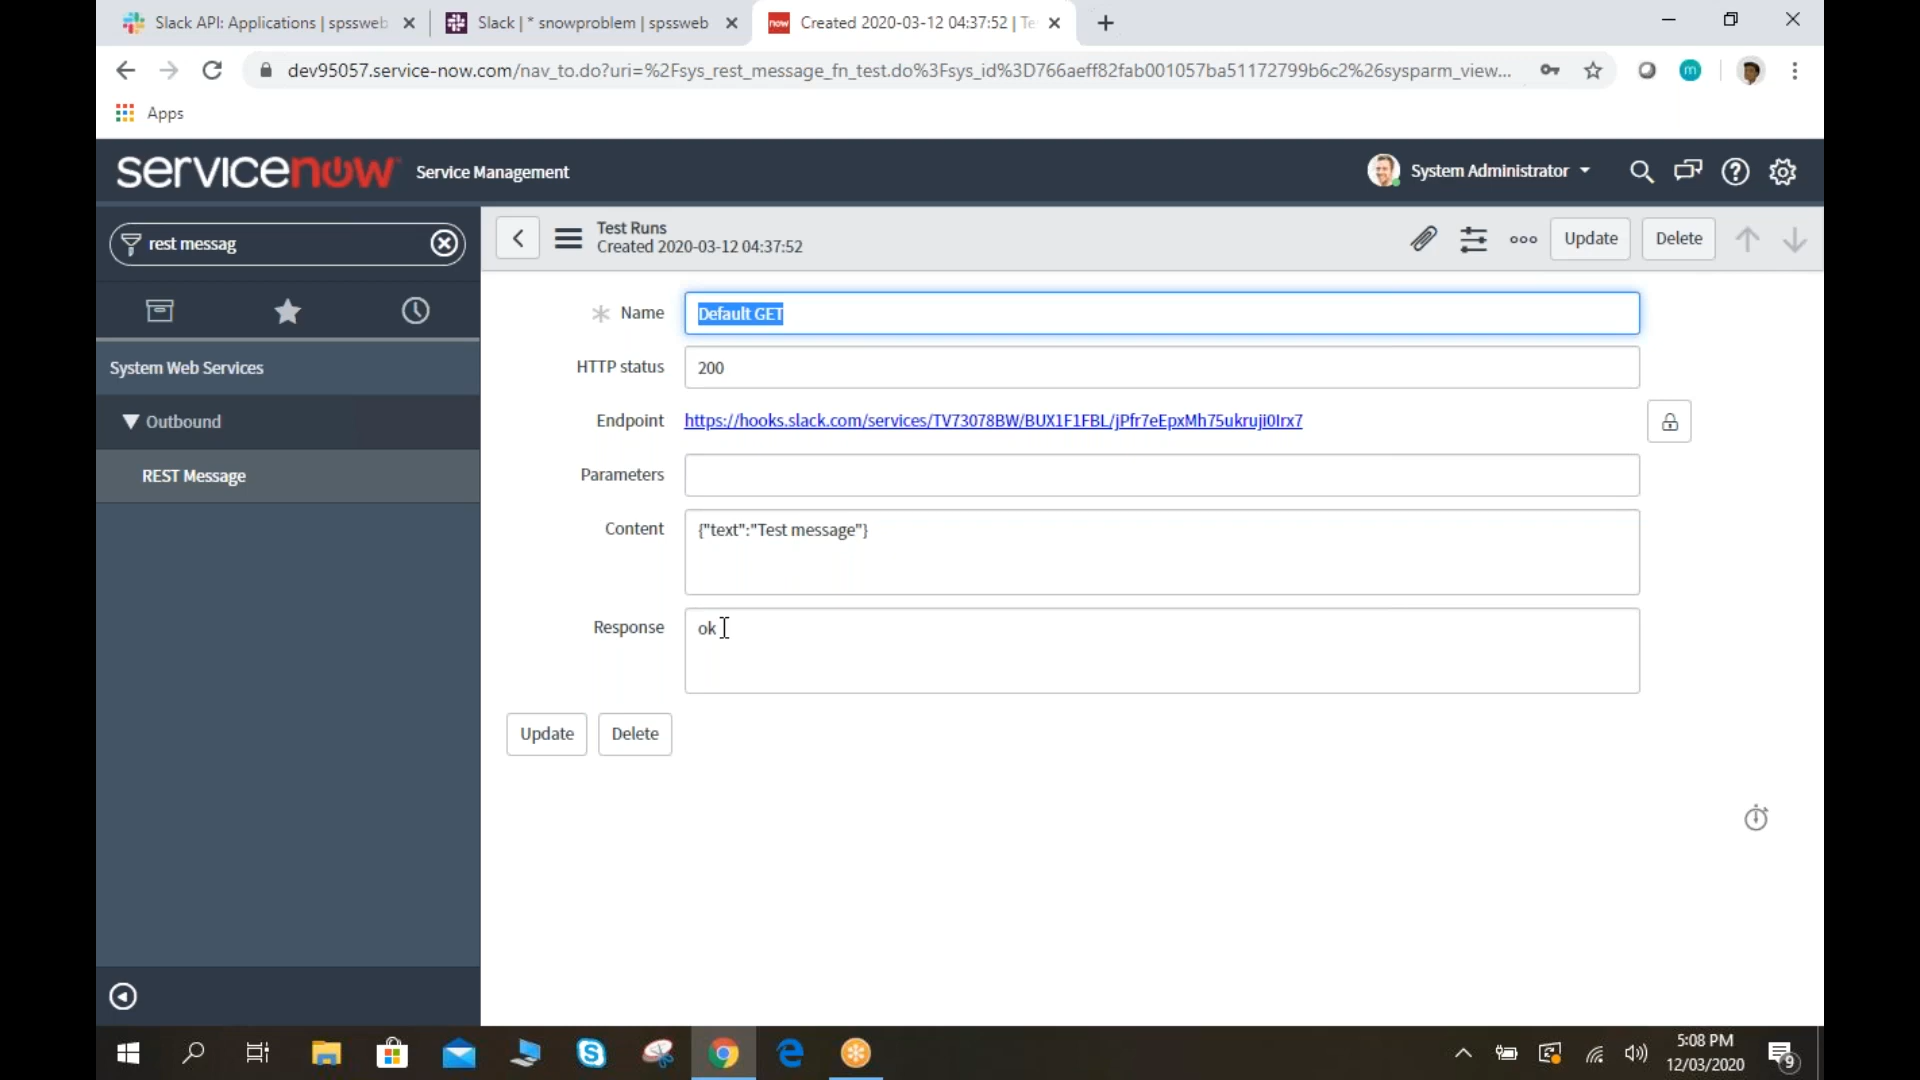 Slack API: Applications | spssweb
Slack | * snowproblem | spssweb
now
Created 2020-03-12 04:37:52 | Te
dev95057.service-now.com/nav_to.do?uri=%2Fsys_rest_message_fn_test.do%3Fsys_id%3D766aeff82fab001057ba51172799b6c2%26sysparm_view...
m
Apps
servicenow Service Management
System Administrator
rest messag
Test Runs
Created 2020-03-12 04:37:52
Update
Delete
System Web Services
Outbound
REST Message
Name
Default GET
HTTP status
200
Endpoint
https://hooks.slack.com/services/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
Parameters
Content
{"text":"Test message"}
Response
ok
Update
Delete
5:08 PM
12/03/2020
9